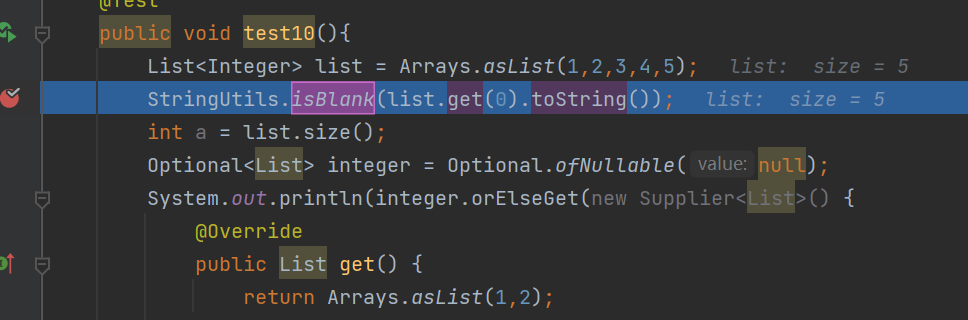 @Test
public void test10(){
List<Integer> list = Arrays.asList(1,2,3,4,5);   list:  size = 5
StringUtils.isBlank(list.get(0).toString());   list:  size = 5
int a = list.size();
Optional<List> integer = Optional.ofNullable( value: null);
System.out.println(integer.orElseGet(new Supplier<List>() {
@Override
public List get() {
return Arrays.asList(1,2);